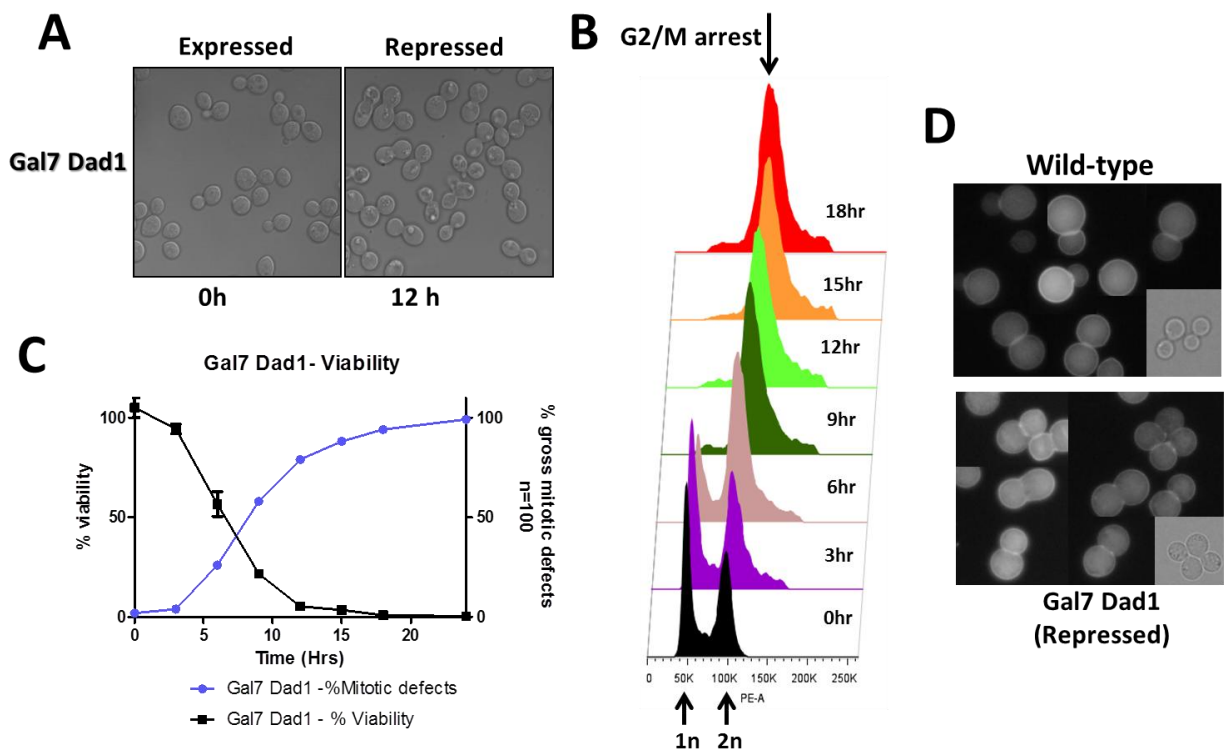 A
Expressed
Repressed
Gal7 Dad1
0h
12 h
B
G2/M arrest
18hr
15hr
12hr
9hr
6hr
3hr
0hr
0 50K 100K 150K 200K 250K
PE-A
1n 2n
C
Gal7 Dad1- Viability
% viability
100
50
0
% gross mitotic defects
n=100
100
50
0
0 5 10 15 20
Time (Hrs)
Gal7 Dad1 -%Mitotic defects
Gal7 Dad1 - % Viability
D
Wild-type
Gal7 Dad1
(Repressed)